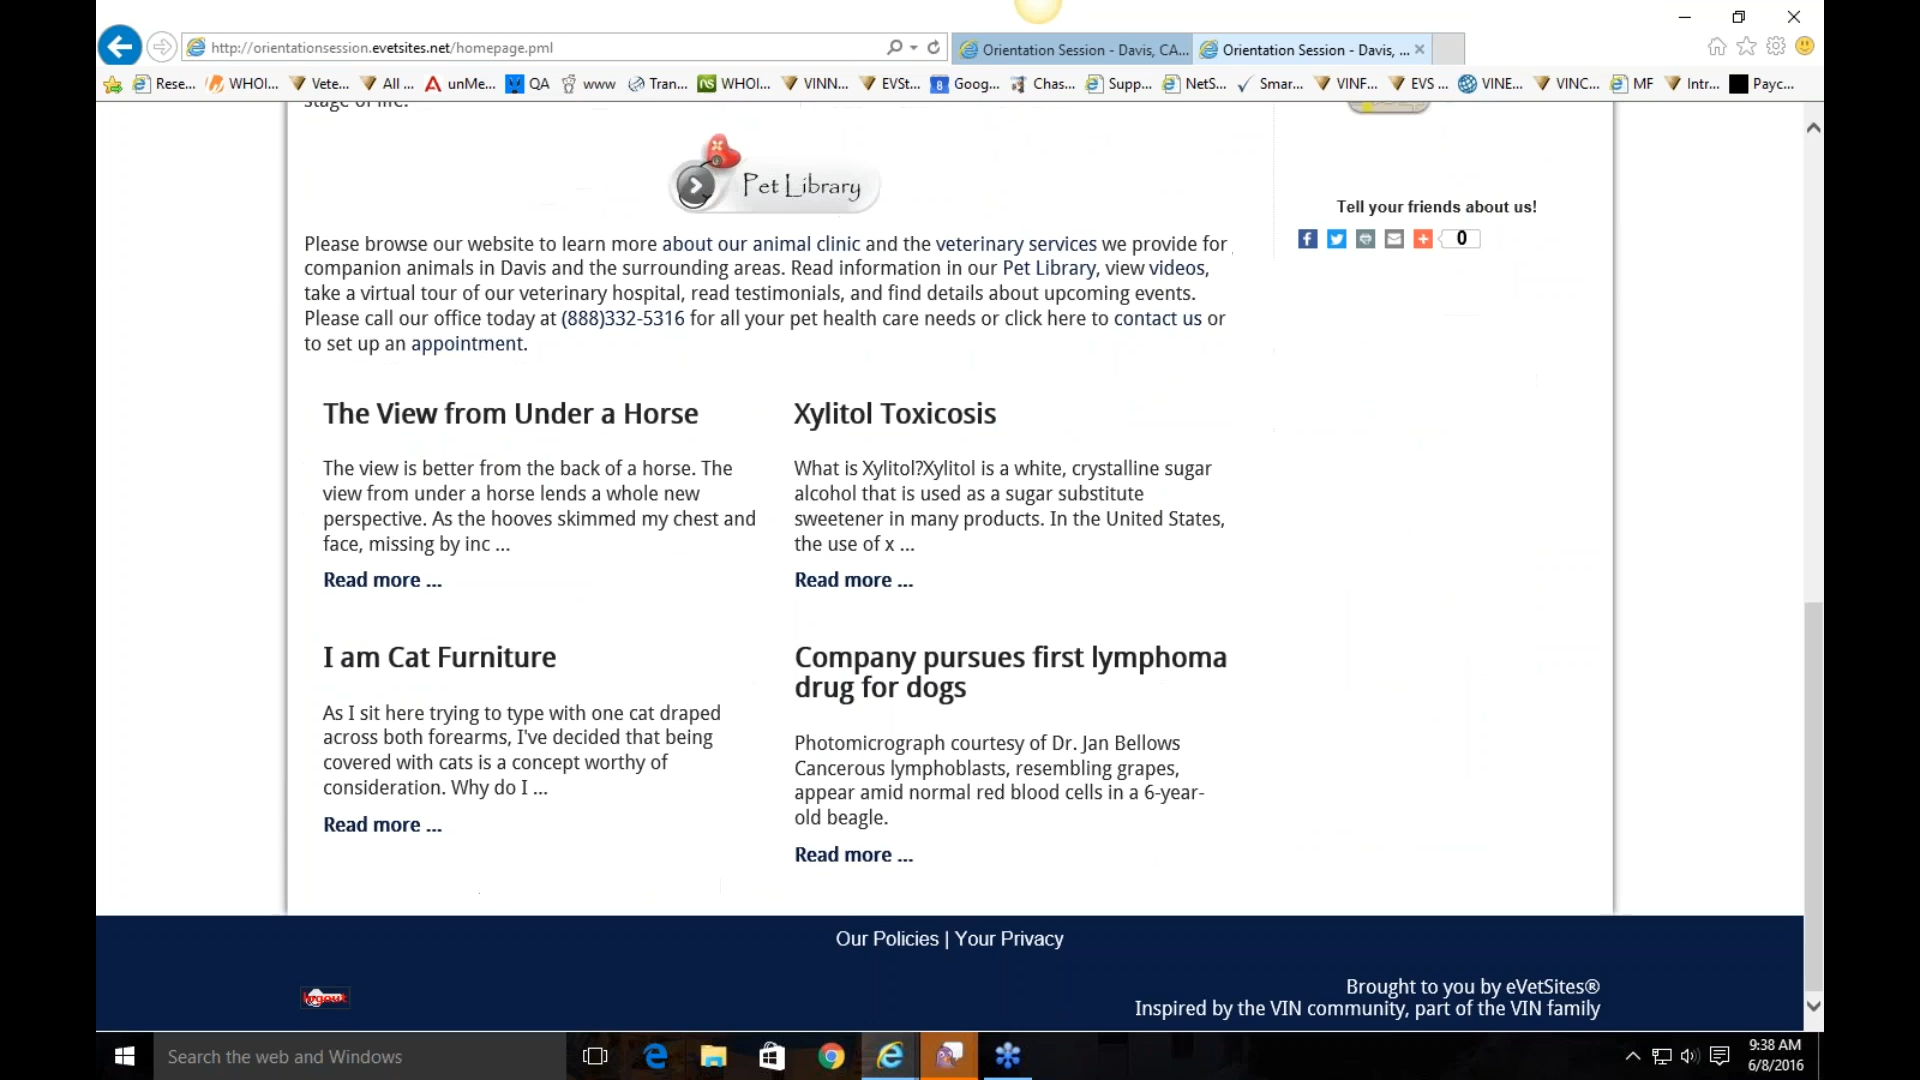 http://orientationsession.evetsites.net/homepage.pml
Orientation Session - Davis, CA...
Orientation Session - Davis, ...
Rese...
WHOI...
Vete...
All ...
unMe...
QA
www
Tran...
WHOI...
VINN...
EVSt...
Goog...
Chas...
Supp...
NetS...
Smar...
VINF...
EVS ...
VINE...
VINC...
MF
Intr...
Payc...
stage of life.
Pet Library
Tell your friends about us!
0
Please browse our website to learn more about our animal clinic and the veterinary services we provide for
companion animals in Davis and the surrounding areas. Read information in our Pet Library, view videos,
take a virtual tour of our veterinary hospital, read testimonials, and find details about upcoming events.
Please call our office today at (888)332-5316 for all your pet health care needs or click here to contact us or
to set up an appointment.
The View from Under a Horse
The view is better from the back of a horse. The
view from under a horse lends a whole new
perspective. As the hooves skimmed my chest and
face, missing by inc ...
Read more ...
Xylitol Toxicosis
What is Xylitol?Xylitol is a white, crystalline sugar
alcohol that is used as a sugar substitute
sweetener in many products. In the United States,
the use of x ...
Read more ...
I am Cat Furniture
As I sit here trying to type with one cat draped
across both forearms, I've decided that being
covered with cats is a concept worthy of
consideration. Why do I ...
Read more ...
Company pursues first lymphoma
drug for dogs
Photomicrograph courtesy of Dr. Jan Bellows
Cancerous lymphoblasts, resembling grapes,
appear amid normal red blood cells in a 6-year-
old beagle.
Read more ...
Our Policies | Your Privacy
logout
Brought to you by eVetSites®
Inspired by the VIN community, part of the VIN family
Search the web and Windows
9:38 AM
6/8/2016